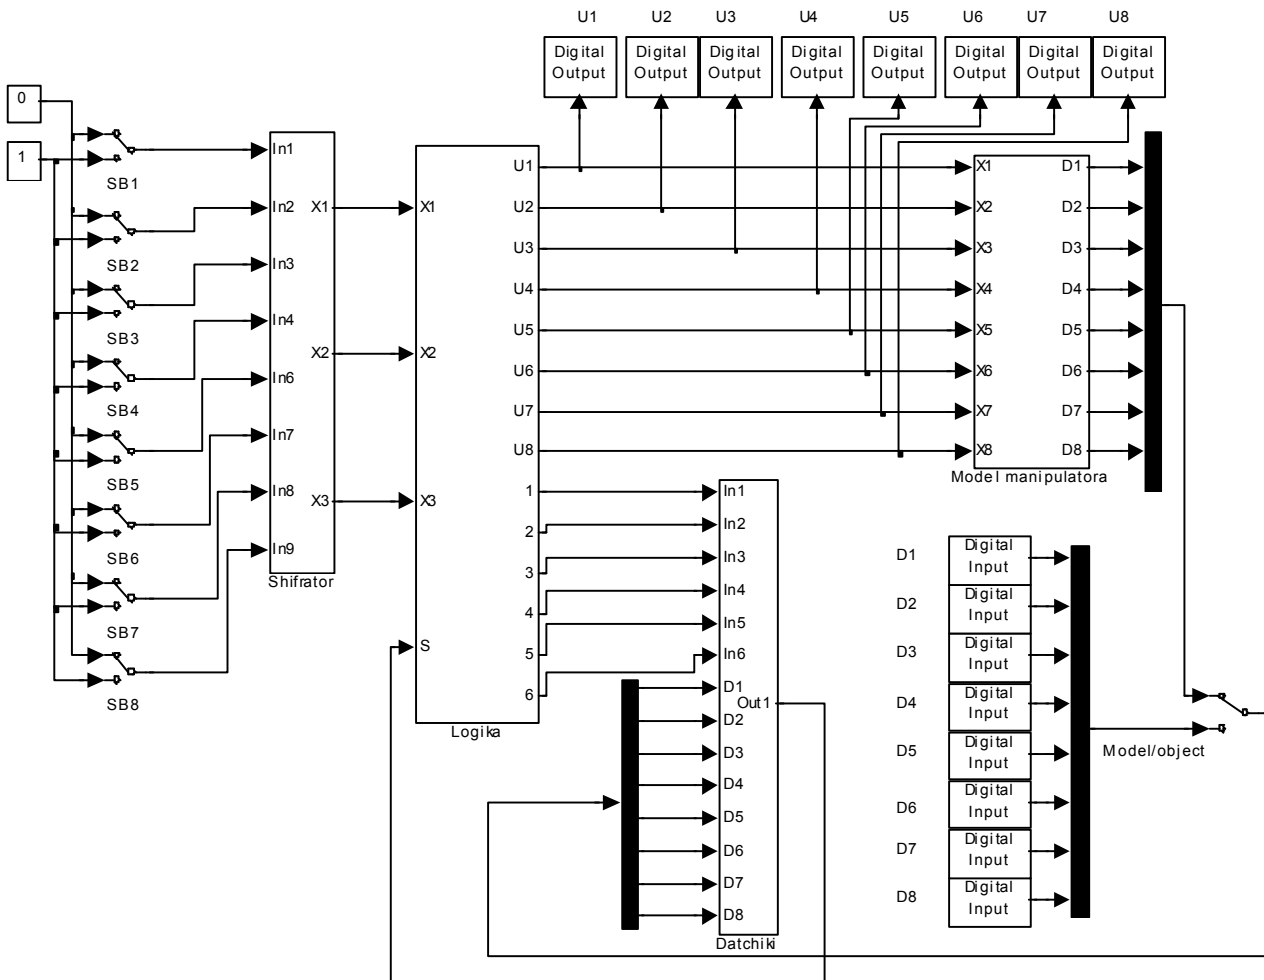 U1 U2 U3 U4 U5 U6 U7 U8
Digital Output
Digital Output
Digital Output
Digital Output
Digital Output
Digital Output
Digital Output
Digital Output
0
1
SB1
SB2
SB3
SB4
SB5
SB6
SB7
SB8
In1
In2
In3
In4
In6
In7
In8
In9
X1
X2
X3
Shifrator
X1
X2
X3
S
U1
U2
U3
U4
U5
U6
U7
U8
1
2
3
4
5
6
Logika
X1
X2
X3
X4
X5
X6
X7
X8
D1
D2
D3
D4
D5
D6
D7
D8
Model manipulatora
In1
In2
In3
In4
In5
In6
D1
D2
D3
D4
D5
D6
D7
D8
Out1
Datchiki
D1 Digital Input
D2 Digital Input
D3 Digital Input
D4 Digital Input
D5 Digital Input
D6 Digital Input
D7 Digital Input
D8 Digital Input
Model/object